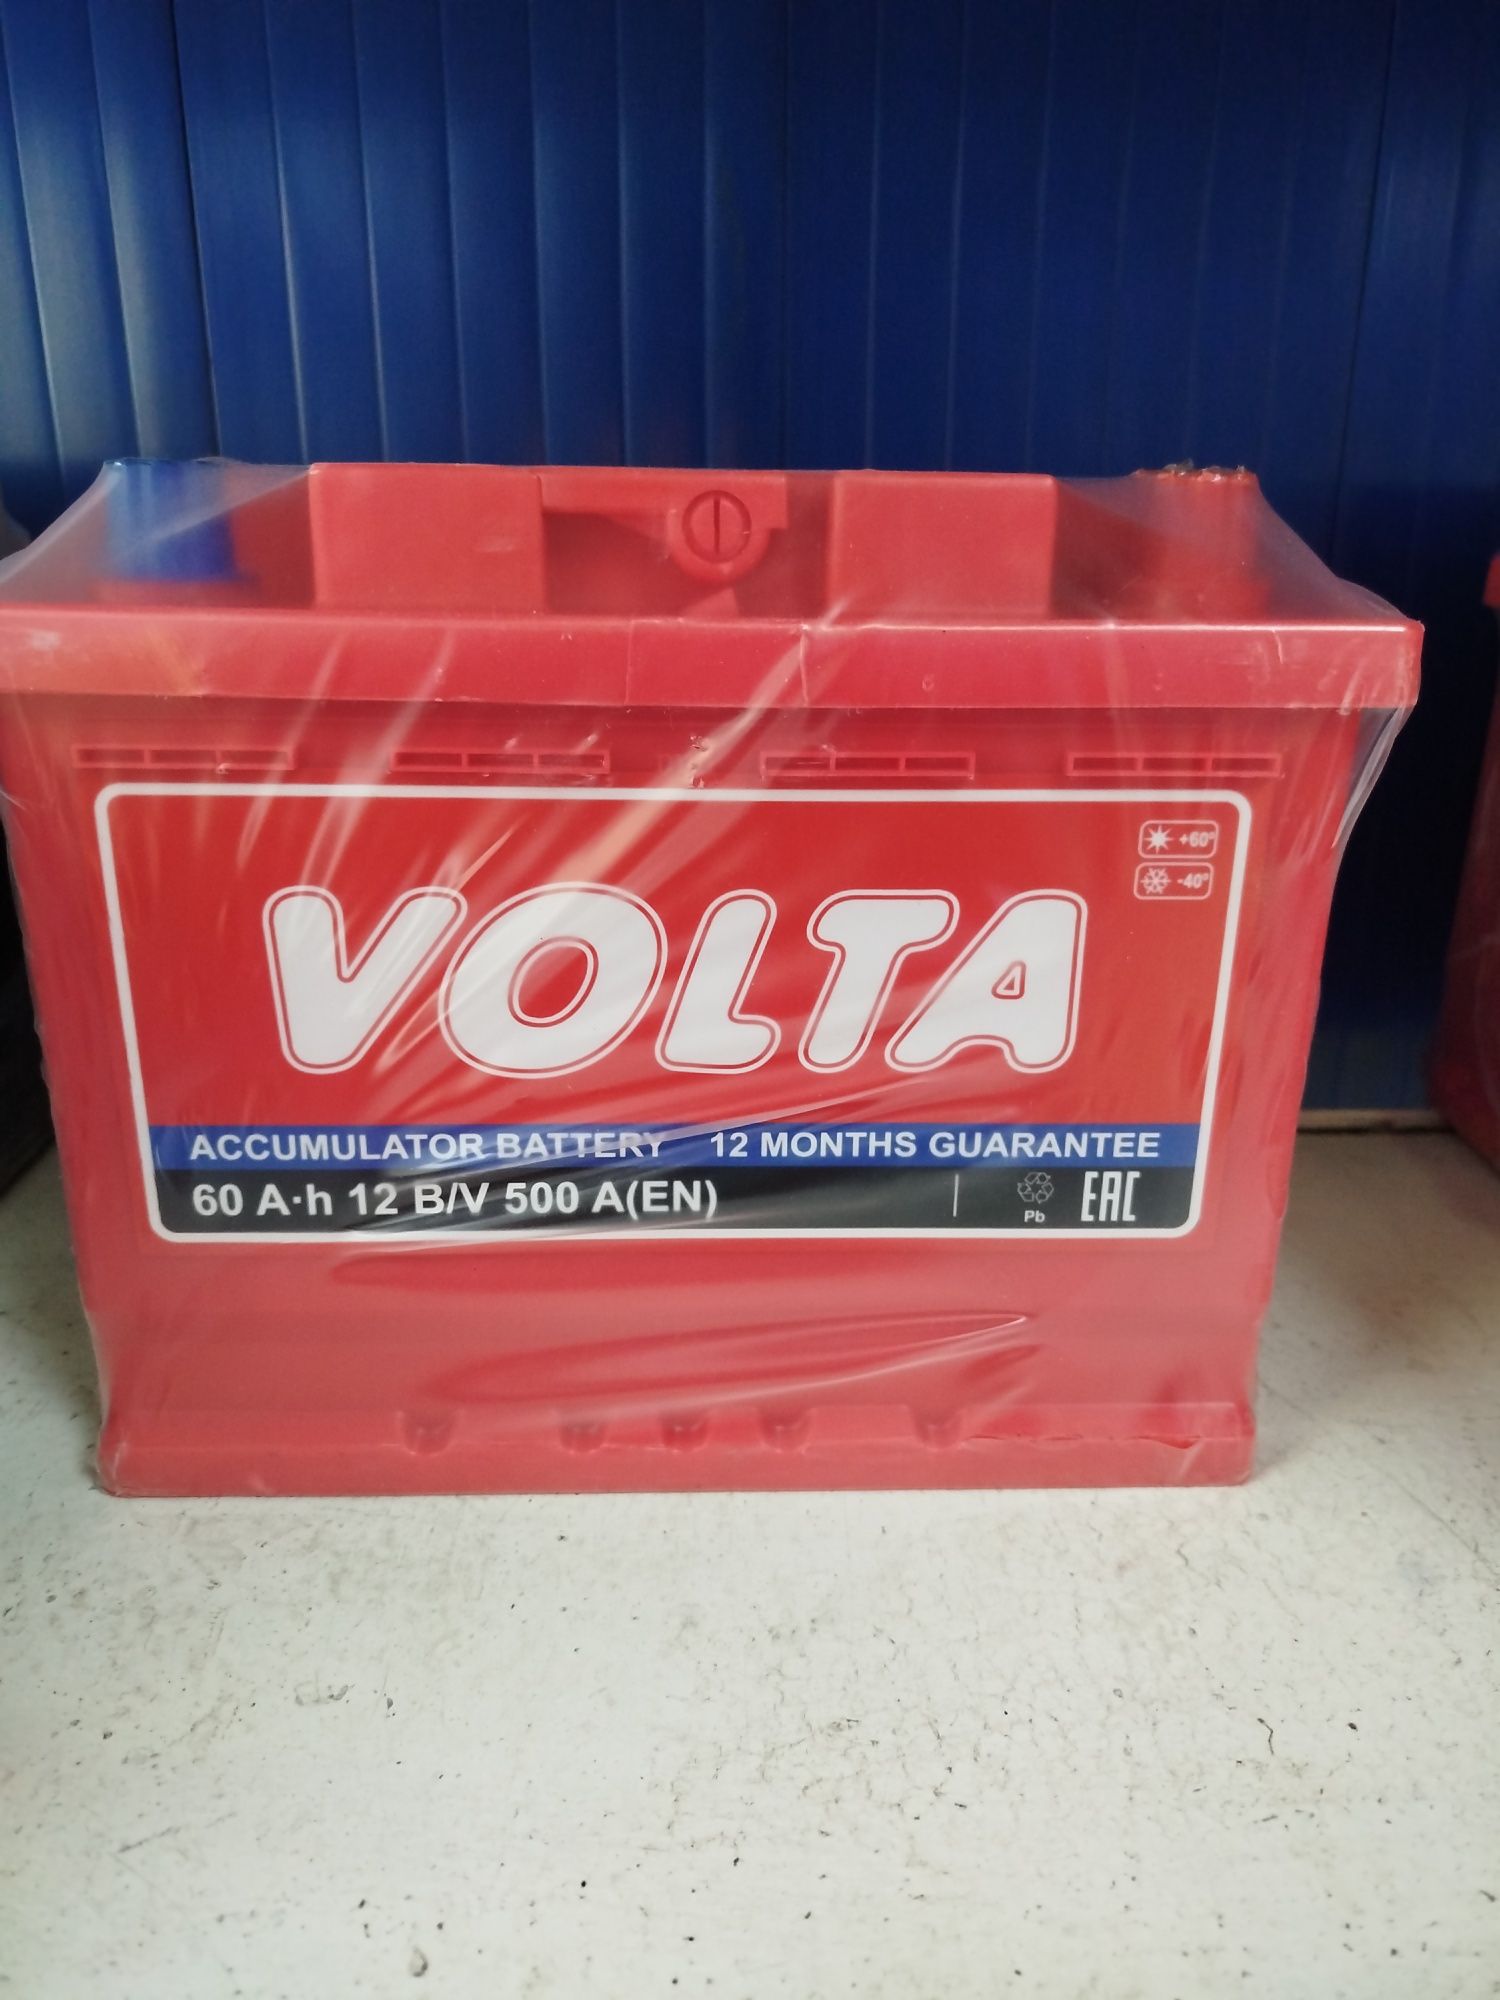 +60°
-40°
VOLTA
ACCUMULATOR BATTERY 12 MONTHS GUARANTEE
60 A·h 12 B/V 500 A(EN)
Pb
EAC